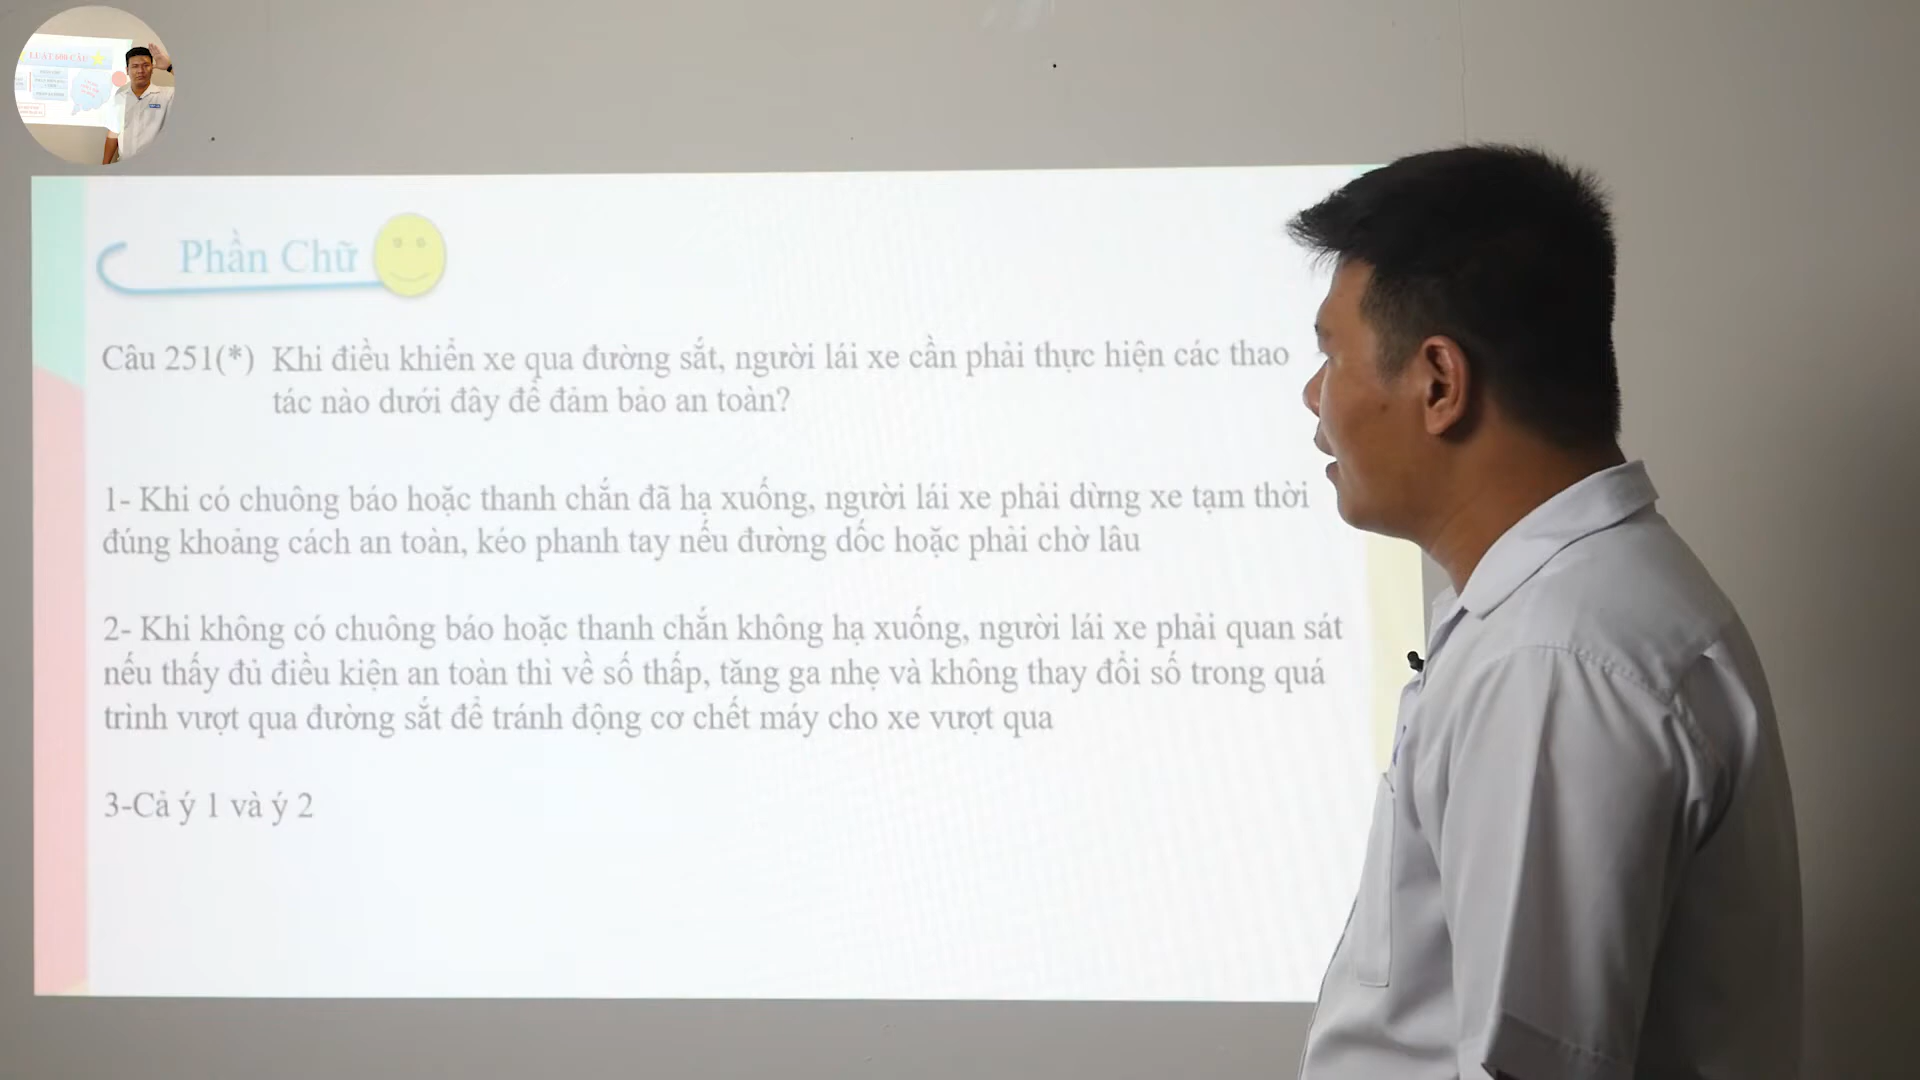 LUẬT 600 CÂU
Phần Chữ
Câu 251(*) Khi điều khiển xe qua đường sắt, người lái xe cần phải thực hiện các thao
tác nào dưới đây để đảm bảo an toàn?
1- Khi có chuông báo hoặc thanh chắn đã hạ xuống, người lái xe phải dừng xe tạm thời
đúng khoảng cách an toàn, kéo phanh tay nếu đường dốc hoặc phải chờ lâu
2- Khi không có chuông báo hoặc thanh chắn không hạ xuống, người lái xe phải quan sát
nếu thấy đủ điều kiện an toàn thì về số thấp, tăng ga nhẹ và không thay đổi số trong quá
trình vượt qua đường sắt để tránh động cơ chết máy cho xe vượt qua
3-Cả ý 1 và ý 2